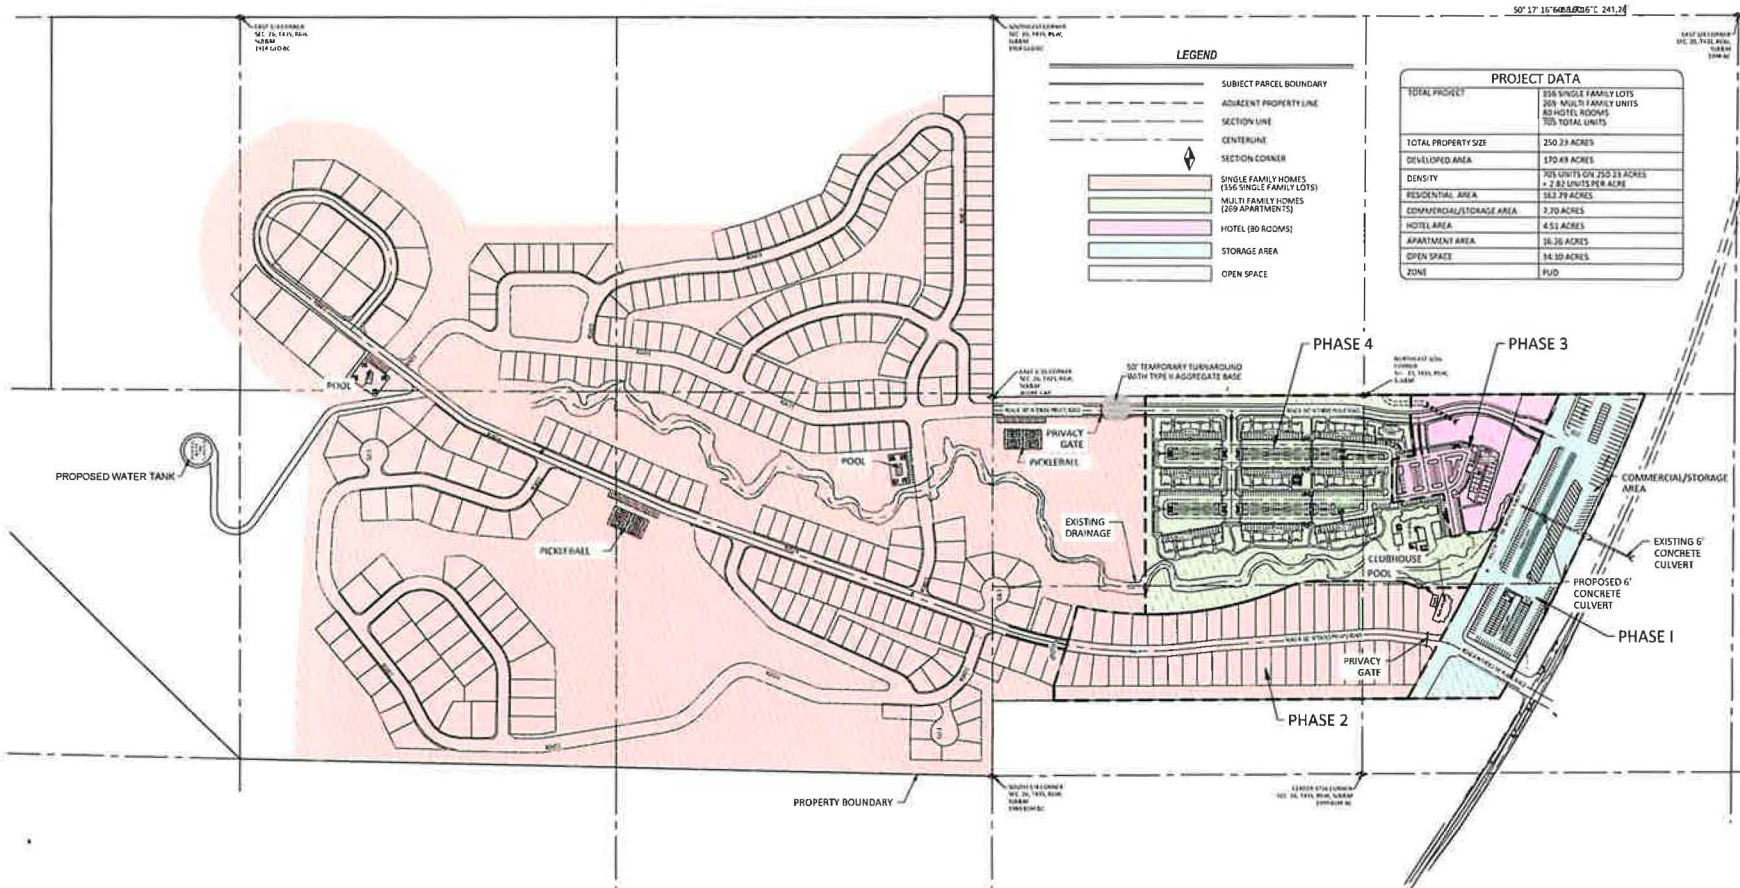 LEGEND
SUBJECT PARCEL BOUNDARY
ADJACENT PROPERTY LINE
SECTION LINE
CENTERLINE
SECTION CORNER
SINGLE FAMILY HOMES
(356 SINGLE FAMILY LOTS)
MULTI FAMILY HOMES
(269 APARTMENTS)
HOTEL (80 ROOMS)
STORAGE AREA
OPEN SPACE
PROJECT DATA
TOTAL PROJECT
356 SINGLE FAMILY LOTS
269 MULTI FAMILY UNITS
80 HOTEL ROOMS
705 TOTAL UNITS
TOTAL PROPERTY SIZE 250.23 ACRES
DEVELOPED AREA 170.49 ACRES
DENSITY
705 UNITS ON 250.23 ACRES
= 2.82 UNITS PER ACRE
RESIDENTIAL AREA 162.79 ACRES
COMMERCIAL/STORAGE AREA 7.70 ACRES
HOTEL AREA 4.51 ACRES
APARTMENT AREA 16.36 ACRES
OPEN SPACE 34.10 ACRES
ZONE PUD
PHASE 4
PHASE 3
50' TEMPORARY TURNAROUND
WITH TYPE II AGGREGATE BASE
POOL
PRIVACY
GATE
PICKLEBALL
POOL
PROPOSED WATER TANK
COMMERCIAL/STORAGE
AREA
EXISTING
DRAINAGE
PICKLEBALL
CLUBHOUSE
POOL
EXISTING 6'
CONCRETE
CULVERT
PROPOSED 6'
CONCRETE
CULVERT
PHASE 1
PRIVACY
GATE
PHASE 2
PROPERTY BOUNDARY